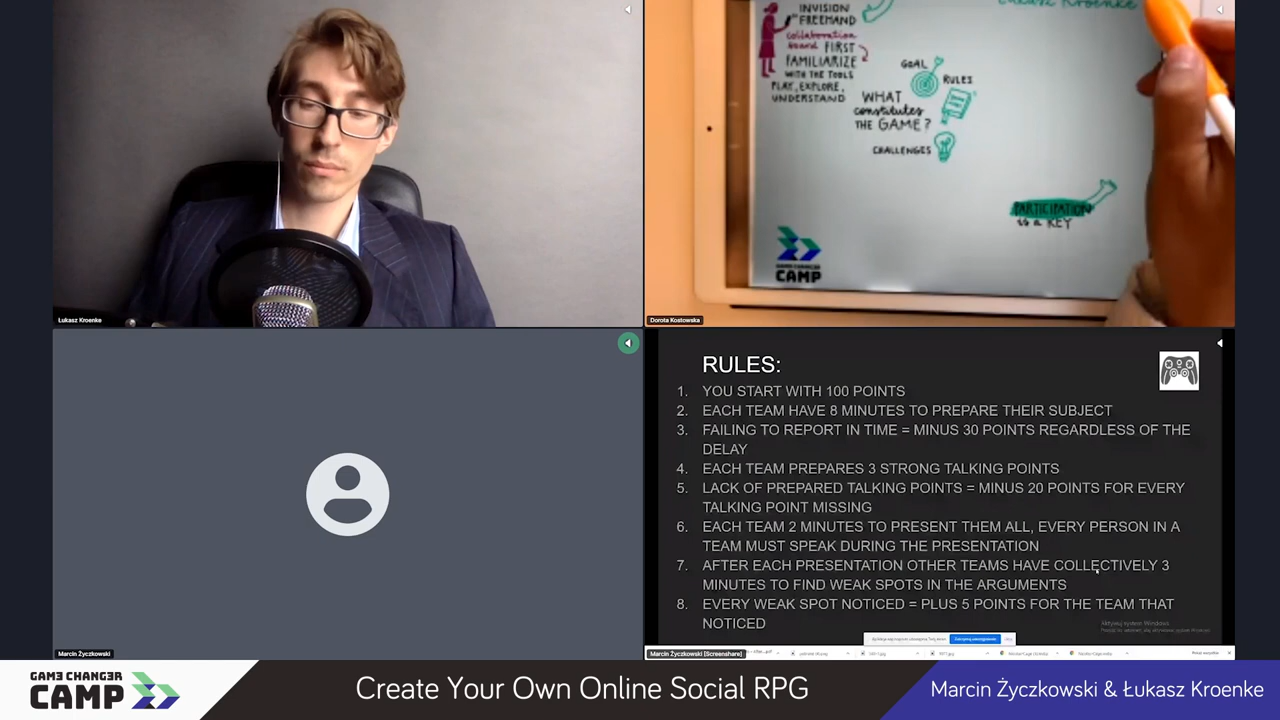 INVISION
FREEHAND
collaboration
board FIRST
FAMILIARIZE
WITH THE TOOLS
PLAY, EXPLORE,
UNDERSTAND
Łukasz Kroenke
GOAL
RULES
WHAT
constitutes
THE GAME?
CHALLENGES
PARTICIPATION
is a KEY
GAME CHANGER
CAMP
Łukasz Kroenke
Dorota Kostowska
RULES:
1. YOU START WITH 100 POINTS
2. EACH TEAM HAVE 8 MINUTES TO PREPARE THEIR SUBJECT
3. FAILING TO REPORT IN TIME = MINUS 30 POINTS REGARDLESS OF THE
DELAY
4. EACH TEAM PREPARES 3 STRONG TALKING POINTS
5. LACK OF PREPARED TALKING POINTS = MINUS 20 POINTS FOR EVERY
TALKING POINT MISSING
6. EACH TEAM 2 MINUTES TO PRESENT THEM ALL, EVERY PERSON IN A
TEAM MUST SPEAK DURING THE PRESENTATION
7. AFTER EACH PRESENTATION OTHER TEAMS HAVE COLLECTIVELY 3
MINUTES TO FIND WEAK SPOTS IN THE ARGUMENTS
8. EVERY WEAK SPOT NOTICED = PLUS 5 POINTS FOR THE TEAM THAT
NOTICED
Aktywuj system Windows
Marcin Życzkowski
Marcin Życzkowski [Screenshare]
GAME CHANGER
CAMP
Create Your Own Online Social RPG
Marcin Życzkowski & Łukasz Kroenke